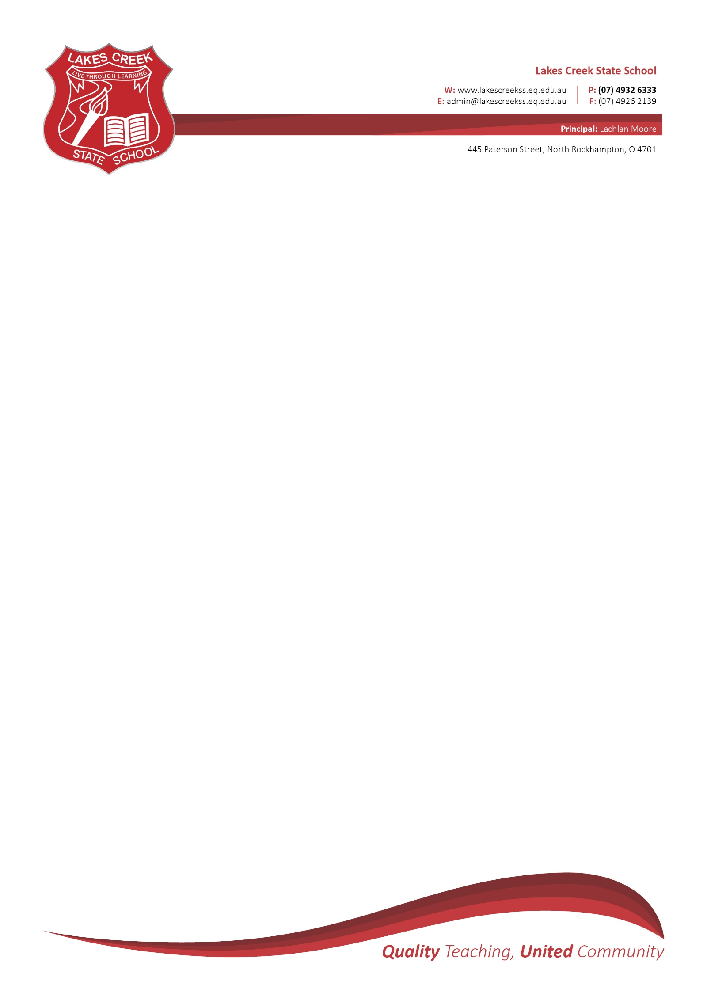 LAKES CREEK
LIVE THROUGH LEARNING
STATE SCHOOL
Lakes Creek State School
W: www.lakescreekss.eq.edu.au P: (07) 4932 6333
E: admin@lakescreekss.eq.edu.au F: (07) 4926 2139
Principal: Lachlan Moore
445 Paterson Street, North Rockhampton, Q 4701
Quality Teaching, United Community